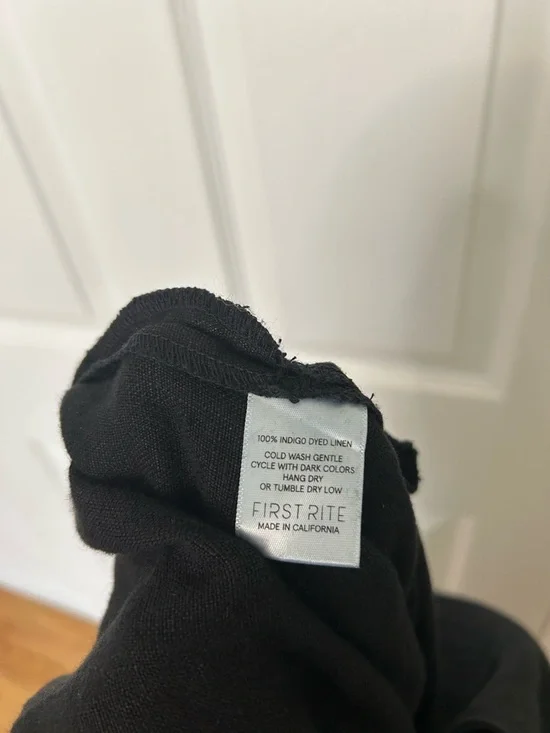 100% INDIGO DYED LINEN
COLD WASH GENTLE
CYCLE WITH DARK COLORS
HANG DRY
OR TUMBLE DRY LOW
FIRST RITE
MADE IN CALIFORNIA